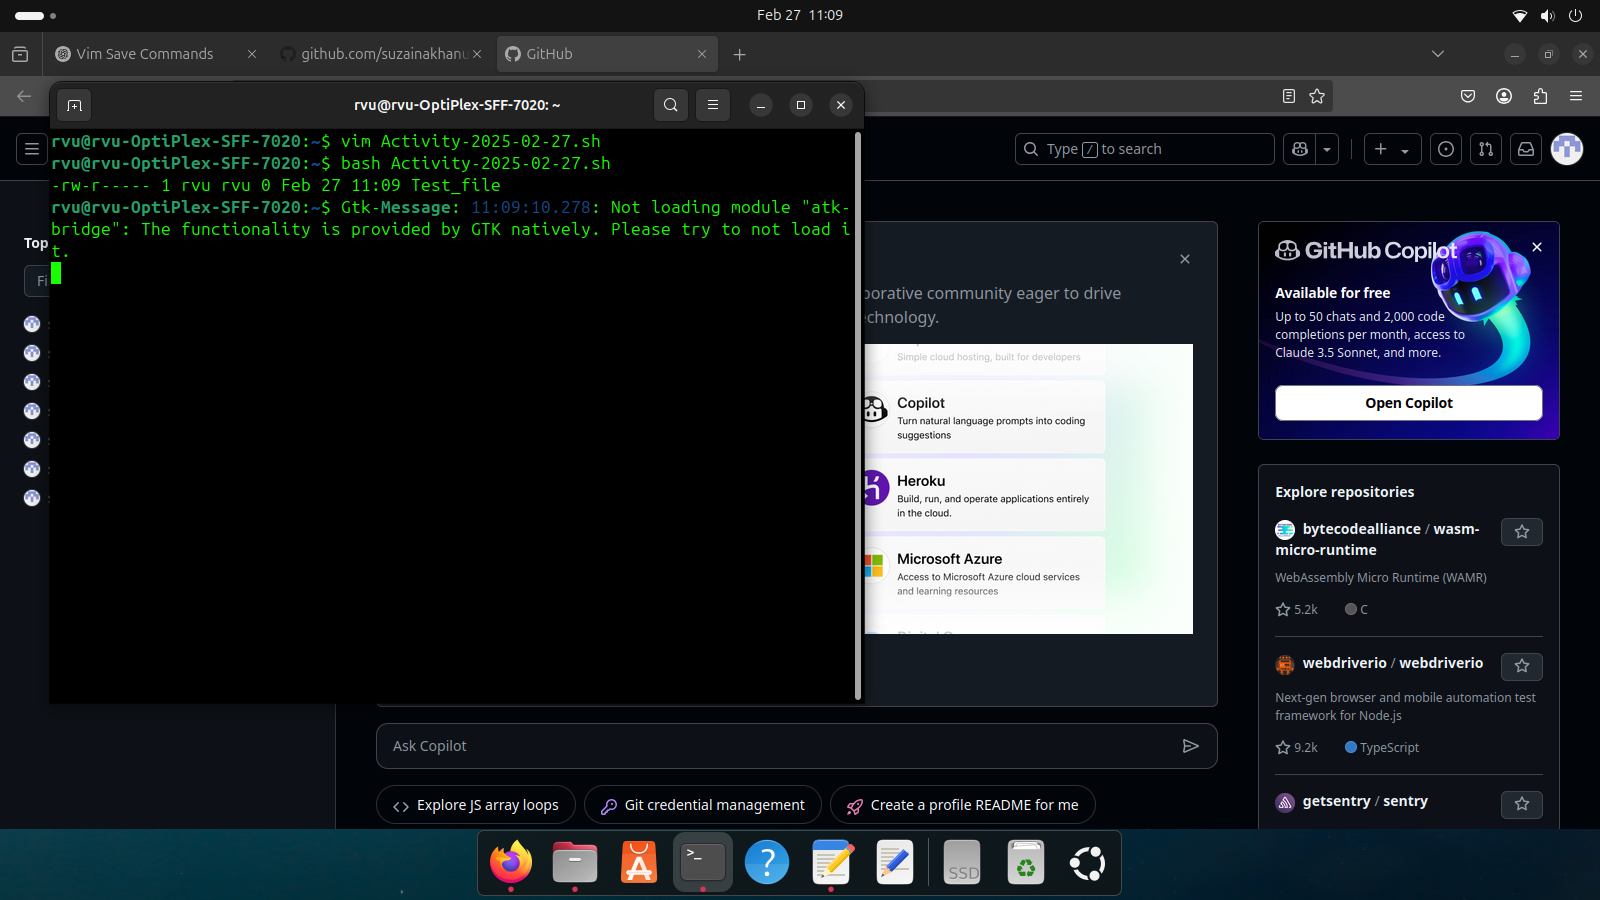 Feb 27 11:09
Vim Save Commands
github.com/suzainakhanu
GitHub
rvu@rvu-OptiPlex-SFF-7020: ~
rvu@rvu-OptiPlex-SFF-7020:~$ vim Activity-2025-02-27.sh
rvu@rvu-OptiPlex-SFF-7020:~$ bash Activity-2025-02-27.sh
-rw-r----- 1 rvu rvu 0 Feb 27 11:09 Test_file
rvu@rvu-OptiPlex-SFF-7020:~$ Gtk-Message: 11:09:10.278: Not loading module "atk-
bridge": The functionality is provided by GTK natively. Please try to not load i
t.
Type / to search
Top
Fi
borative community eager to drive
chnology.
Simple cloud hosting, built for developers
Copilot
Turn natural language prompts into coding
suggestions
Heroku
Build, run, and operate applications entirely
in the cloud.
Microsoft Azure
Access to Microsoft Azure cloud services
and learning resources
Ask Copilot
Explore JS array loops
Git credential management
Create a profile README for me
GitHub Copilot
Available for free
Up to 50 chats and 2,000 code
completions per month, access to
Claude 3.5 Sonnet, and more.
Open Copilot
Explore repositories
bytecodealliance / wasm-
micro-runtime
WebAssembly Micro Runtime (WAMR)
5.2k
C
webdriverio / webdriverio
Next-gen browser and mobile automation test
framework for Node.js
9.2k
TypeScript
getsentry / sentry
>_
?
SSD